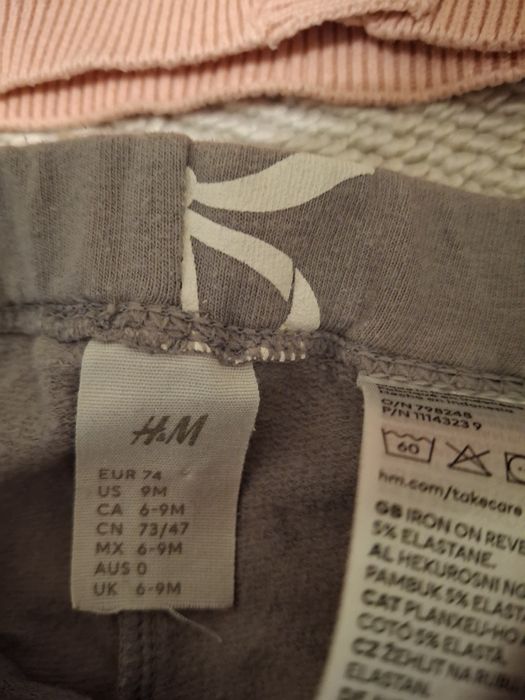 H&M
EUR 74
US 9M
CA 6-9M
CN 73/47
MX 6-9M
AUS 0
UK 6-9M
O/N 798248
P/N 1114323 9
60
hm.com/takecare
GB IRON ON REVE
5% ELASTANE.
AL HEKUROSNI NG
PAMBUK 5% ELAST
CAT PLANXEU-HO
COTÓ 5% ELASTÀ
CZ ŽEHLIT NA RUB
ELASTAN.